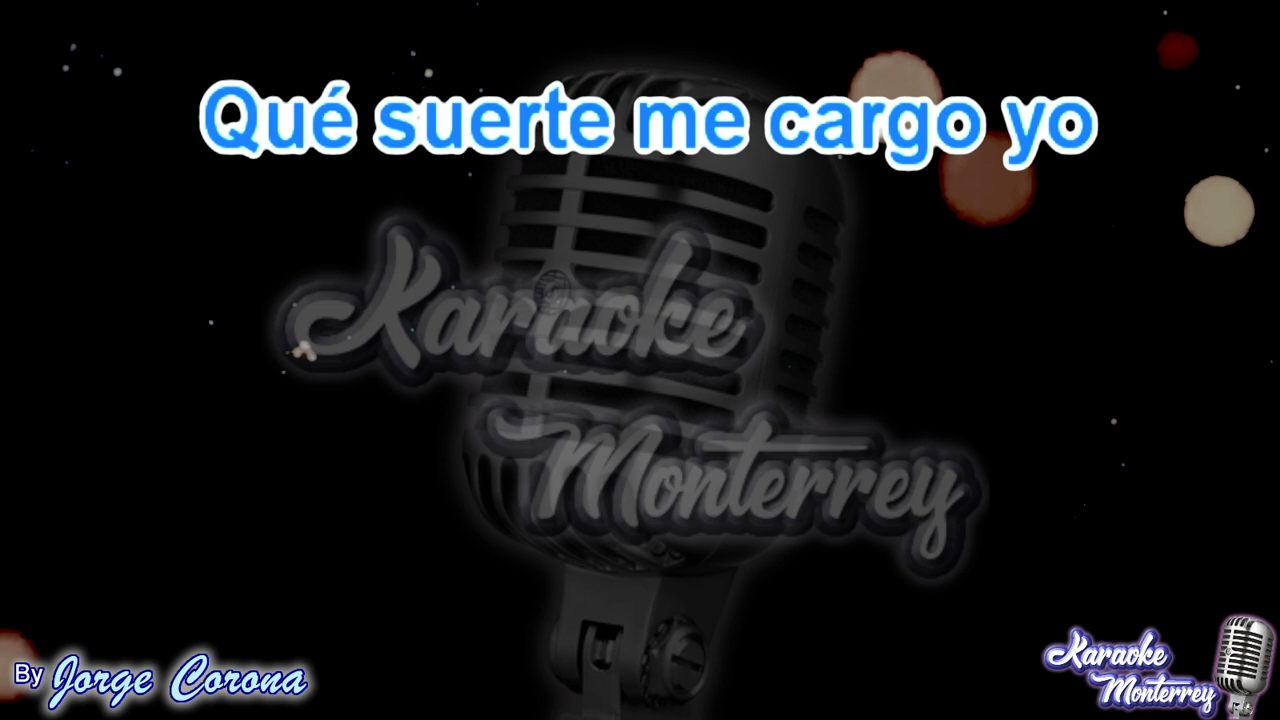 Qué suerte me cargo yo
Karaoke
Monterrey
By Jorge Corona
Karaoke
Monterrey